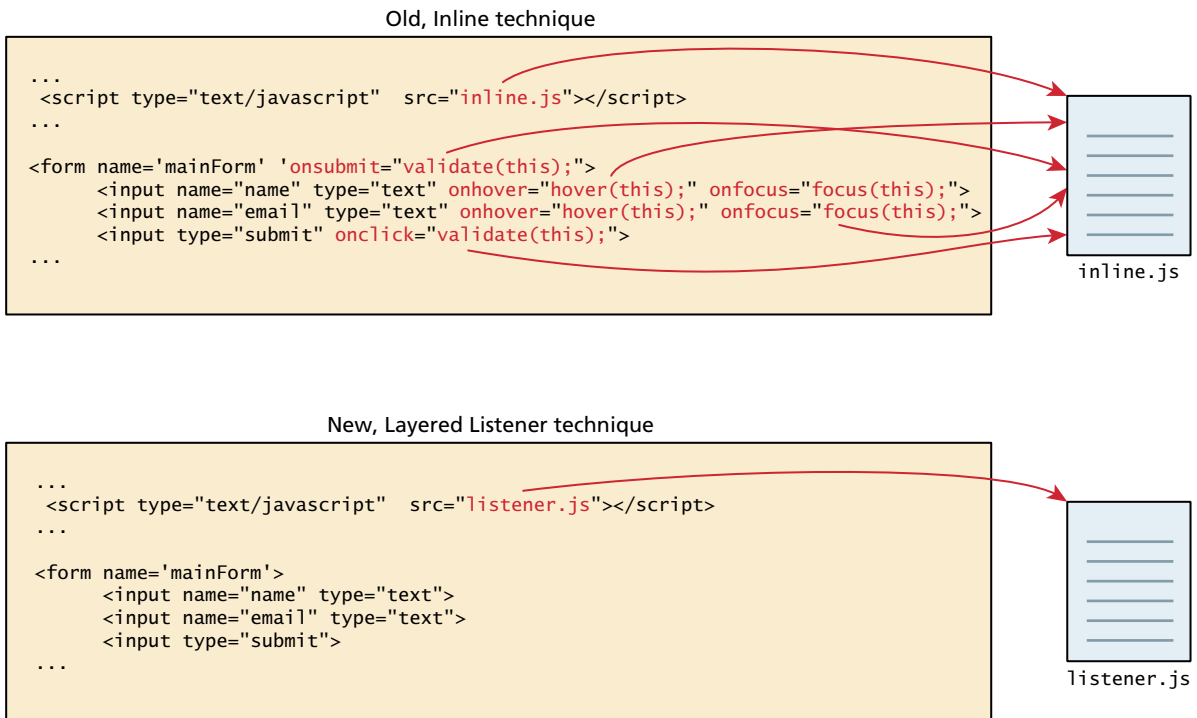 Old, Inline technique
...
<script type="text/javascript"  src="inline.js"></script>
...
<form name='mainForm' 'onsubmit="validate(this);">
<input name="name" type="text" onhover="hover(this);" onfocus="focus(this);">
<input name="email" type="text" onhover="hover(this);" onfocus="focus(this);">
<input type="submit" onclick="validate(this);">
...
inline.js
New, Layered Listener technique
...
<script type="text/javascript"  src="listener.js"></script>
...
<form name='mainForm'>
<input name="name" type="text">
<input name="email" type="text">
<input type="submit">
...
listener.js